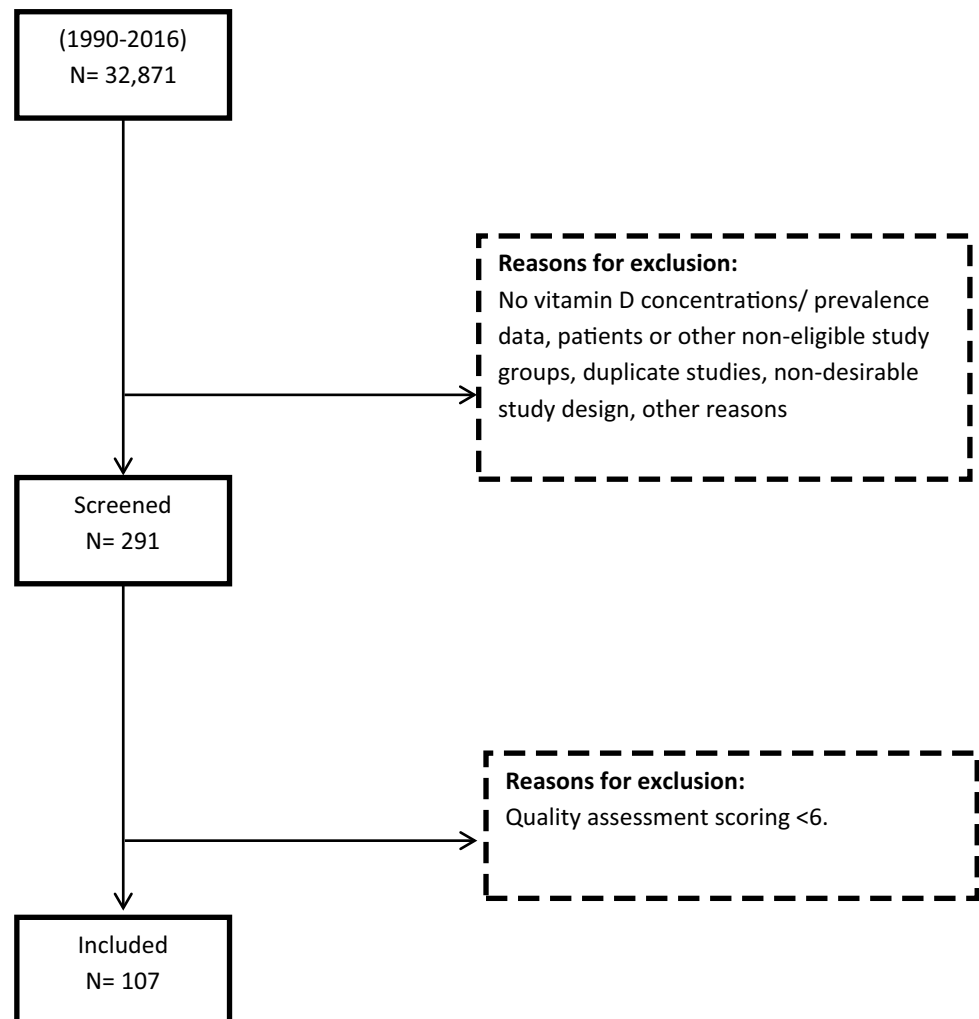 (1990-2016)
N= 32,871
Reasons for exclusion:
No vitamin D concentrations/ prevalence
data, patients or other non-eligible study
groups, duplicate studies, non-desirable
study design, other reasons
Screened
N= 291
Reasons for exclusion:
Quality assessment scoring <6.
Included
N= 107